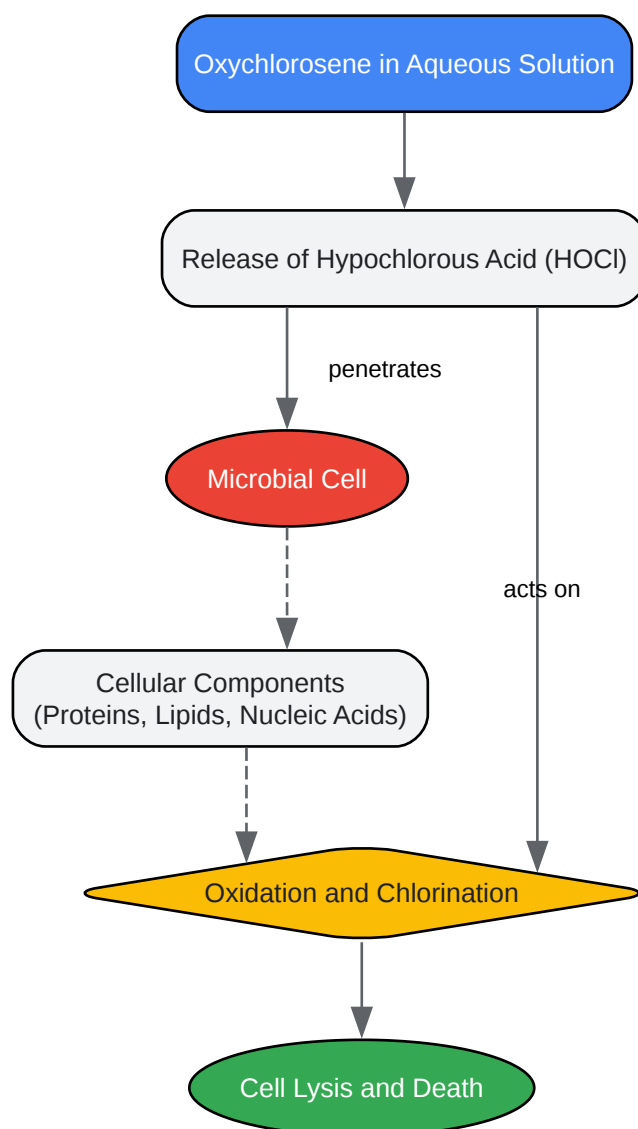 Oxychlorosene in Aqueous Solution
Release of Hypochlorous Acid (HOCl)
penetrates
Microbial Cell
acts on
Cellular Components
(Proteins, Lipids, Nucleic Acids)
Oxidation and Chlorination
Cell Lysis and Death